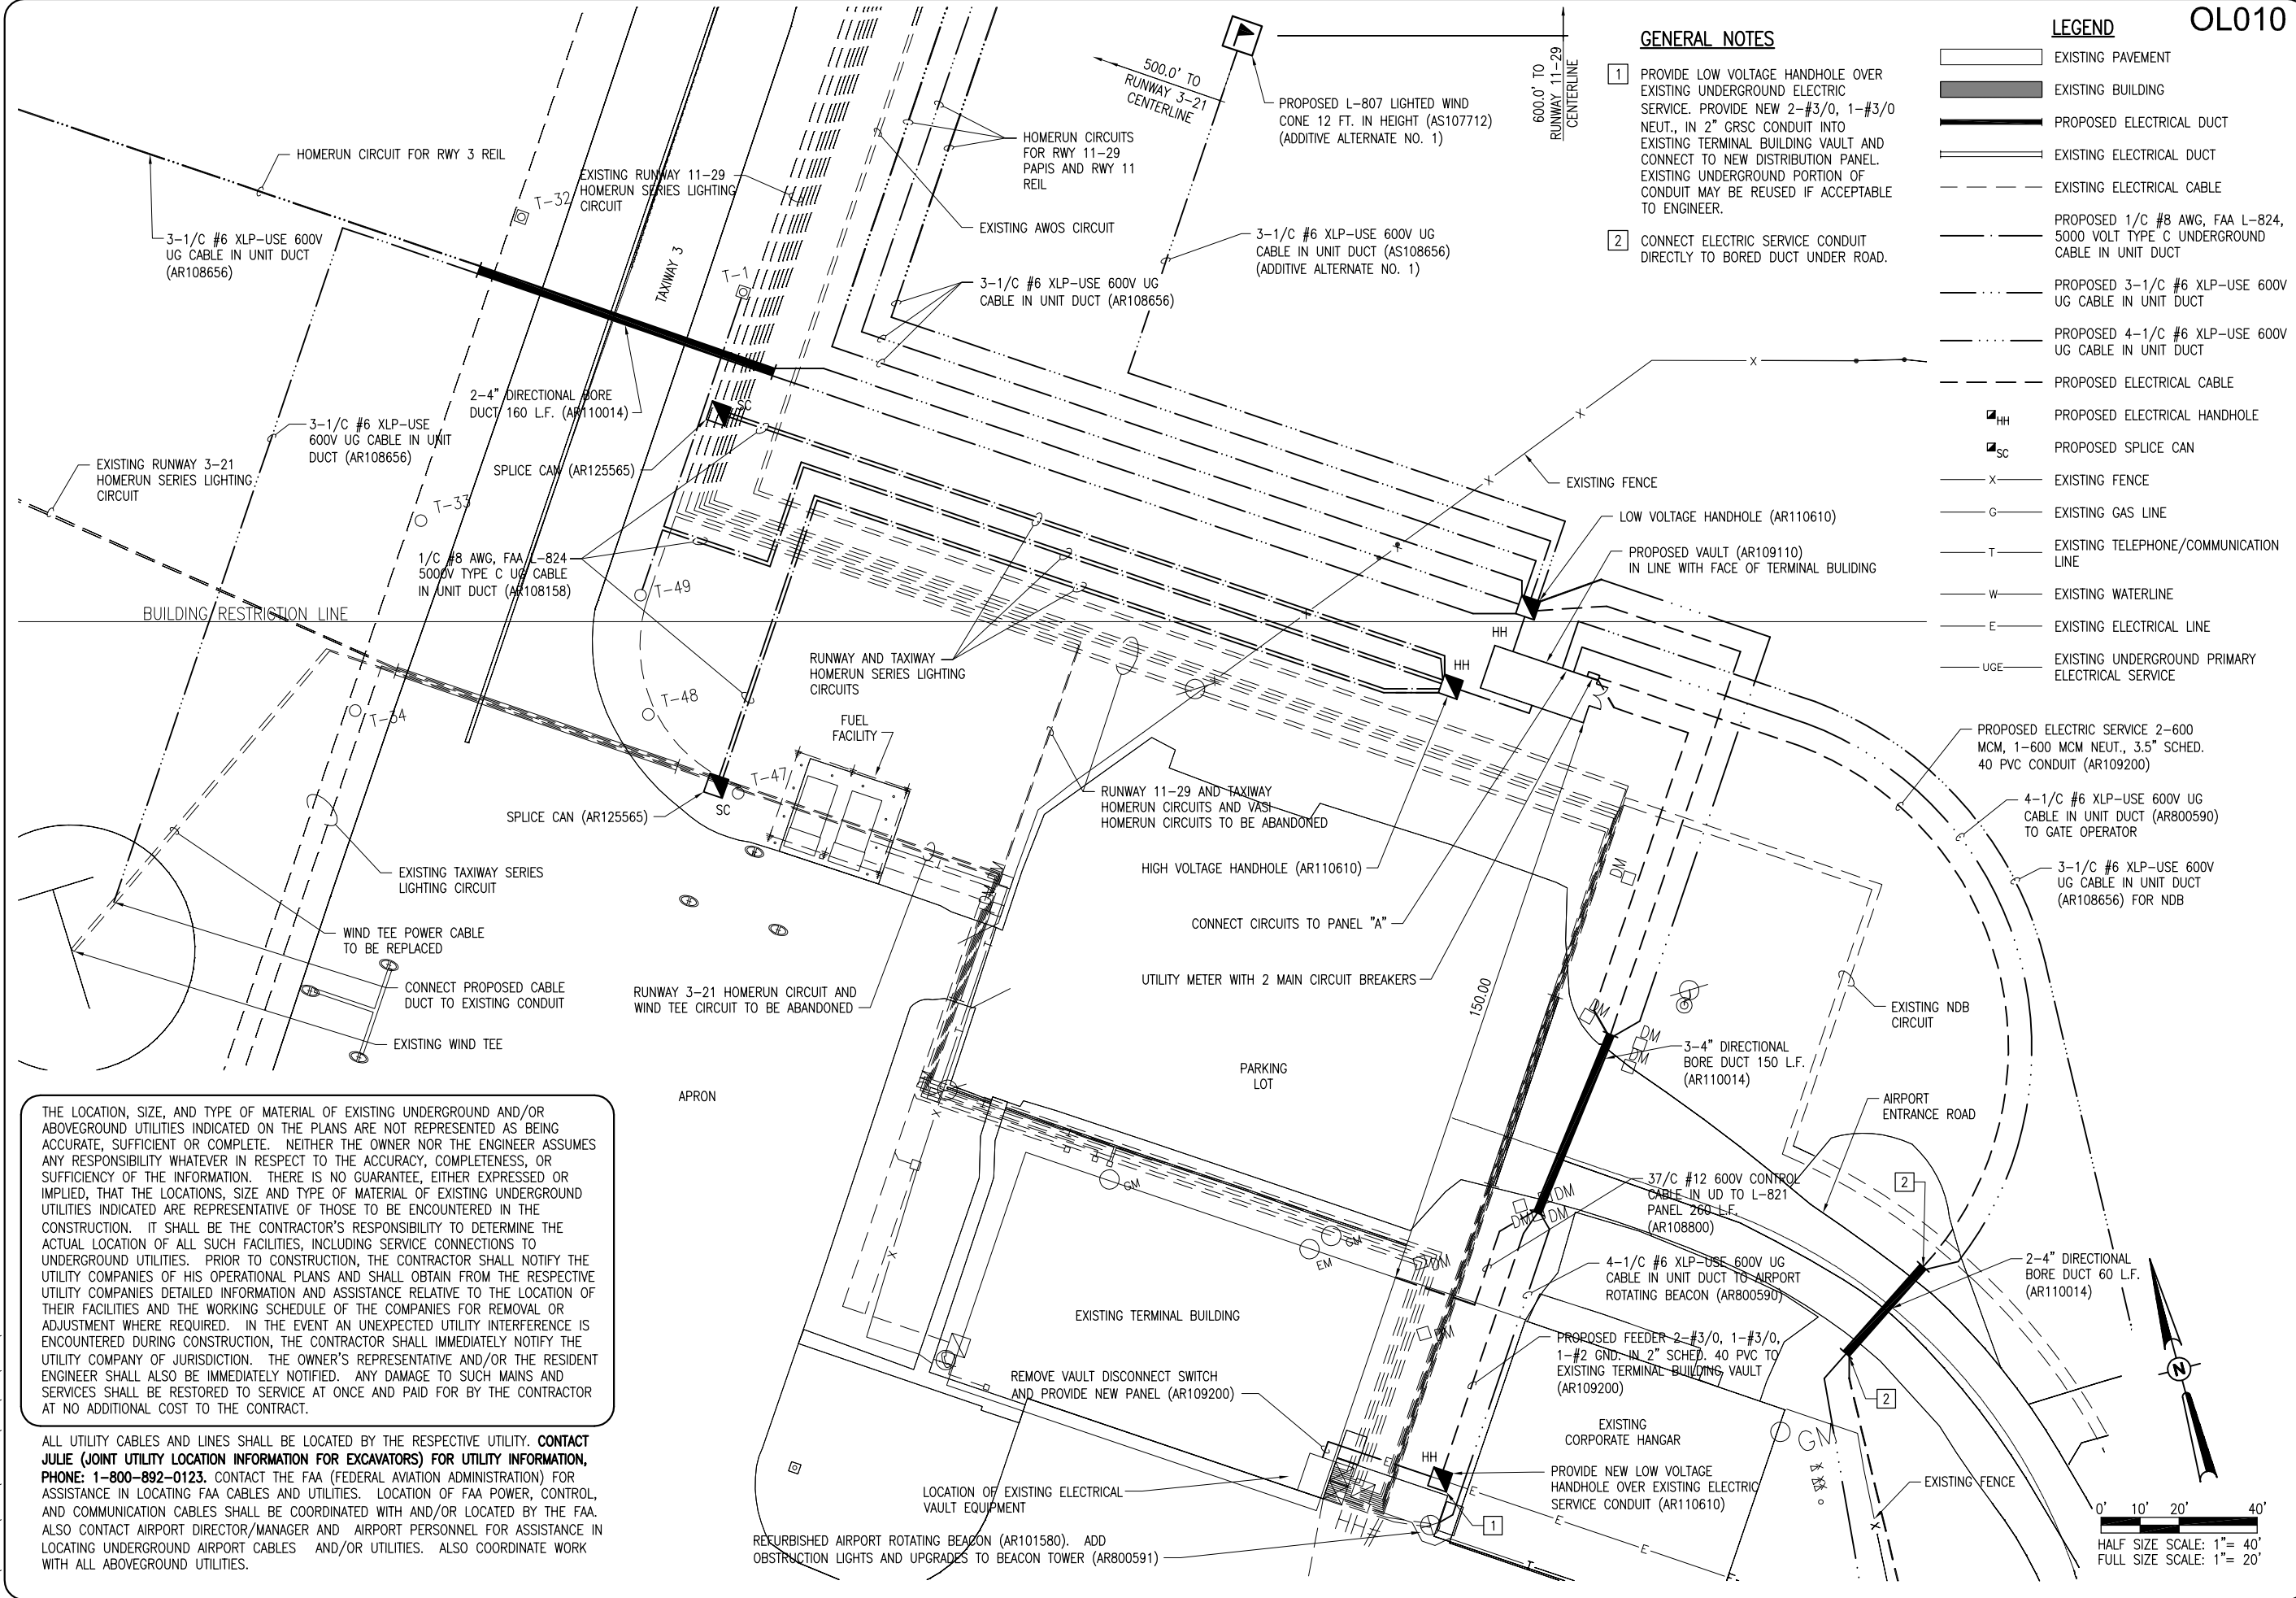 OL010
GENERAL NOTES
1 PROVIDE LOW VOLTAGE HANDHOLE OVER
EXISTING UNDERGROUND ELECTRIC
SERVICE. PROVIDE NEW 2-#3/0, 1-#3/0
NEUT., IN 2" GRSC CONDUIT INTO
EXISTING TERMINAL BUILDING VAULT AND
CONNECT TO NEW DISTRIBUTION PANEL.
EXISTING UNDERGROUND PORTION OF
CONDUIT MAY BE REUSED IF ACCEPTABLE
TO ENGINEER.
2 CONNECT ELECTRIC SERVICE CONDUIT
DIRECTLY TO BORED DUCT UNDER ROAD.
LEGEND
EXISTING PAVEMENT
EXISTING BUILDING
PROPOSED ELECTRICAL DUCT
EXISTING ELECTRICAL DUCT
EXISTING ELECTRICAL CABLE
PROPOSED 1/C #8 AWG, FAA L-824,
5000 VOLT TYPE C UNDERGROUND
CABLE IN UNIT DUCT
PROPOSED 3-1/C #6 XLP-USE 600V
UG CABLE IN UNIT DUCT
PROPOSED 4-1/C #6 XLP-USE 600V
UG CABLE IN UNIT DUCT
PROPOSED ELECTRICAL CABLE
HH PROPOSED ELECTRICAL HANDHOLE
SC PROPOSED SPLICE CAN
X EXISTING FENCE
G EXISTING GAS LINE
T EXISTING TELEPHONE/COMMUNICATION
LINE
W EXISTING WATERLINE
E EXISTING ELECTRICAL LINE
UGE EXISTING UNDERGROUND PRIMARY
ELECTRICAL SERVICE
500.0' TO
RUNWAY 3-21
CENTERLINE
600.0' TO
RUNWAY 11-29
CENTERLINE
PROPOSED L-807 LIGHTED WIND
CONE 12 FT. IN HEIGHT (AS107712)
(ADDITIVE ALTERNATE NO. 1)
HOMERUN CIRCUITS
FOR RWY 11-29
PAPIS AND RWY 11
REIL
HOMERUN CIRCUIT FOR RWY 3 REIL
EXISTING RUNWAY 11-29
HOMERUN SERIES LIGHTING
CIRCUIT
T-32
TAXIWAY 3
T-1
EXISTING AWOS CIRCUIT
3-1/C #6 XLP-USE 600V
UG CABLE IN UNIT DUCT
(AR108656)
3-1/C #6 XLP-USE 600V UG
CABLE IN UNIT DUCT (AS108656)
(ADDITIVE ALTERNATE NO. 1)
3-1/C #6 XLP-USE 600V UG
CABLE IN UNIT DUCT (AR108656)
2-4" DIRECTIONAL BORE
DUCT 160 L.F. (AR110014)
SC
3-1/C #6 XLP-USE
600V UG CABLE IN UNIT
DUCT (AR108656)
EXISTING RUNWAY 3-21
HOMERUN SERIES LIGHTING
CIRCUIT
SPLICE CAN (AR125565)
T-33
EXISTING FENCE
X
X
X
LOW VOLTAGE HANDHOLE (AR110610)
PROPOSED VAULT (AR109110)
IN LINE WITH FACE OF TERMINAL BUILDING
1/C #8 AWG, FAA L-824
5000V TYPE C UG CABLE
IN UNIT DUCT (AR108158)
T-49
BUILDING RESTRICTION LINE
HH
HH
RUNWAY AND TAXIWAY
HOMERUN SERIES LIGHTING
CIRCUITS
T-48
T-34
FUEL
FACILITY
T-47
SC
SPLICE CAN (AR125565)
RUNWAY 11-29 AND TAXIWAY
HOMERUN CIRCUITS AND VASI
HOMERUN CIRCUITS TO BE ABANDONED
PROPOSED ELECTRIC SERVICE 2-600
MCM, 1-600 MCM NEUT., 3.5" SCHED.
40 PVC CONDUIT (AR109200)
4-1/C #6 XLP-USE 600V UG
CABLE IN UNIT DUCT (AR800590)
TO GATE OPERATOR
3-1/C #6 XLP-USE 600V
UG CABLE IN UNIT DUCT
(AR108656) FOR NDB
HIGH VOLTAGE HANDHOLE (AR110610)
DM
EXISTING TAXIWAY SERIES
LIGHTING CIRCUIT
CONNECT CIRCUITS TO PANEL "A"
WIND TEE POWER CABLE
TO BE REPLACED
UTILITY METER WITH 2 MAIN CIRCUIT BREAKERS
150.00
CONNECT PROPOSED CABLE
DUCT TO EXISTING CONDUIT
RUNWAY 3-21 HOMERUN CIRCUIT AND
WIND TEE CIRCUIT TO BE ABANDONED
EXISTING NDB
CIRCUIT
EXISTING WIND TEE
DM
DM
DM
3-4" DIRECTIONAL
BORE DUCT 150 L.F.
(AR110014)
PARKING
LOT
APRON
AIRPORT
ENTRANCE ROAD
THE LOCATION, SIZE, AND TYPE OF MATERIAL OF EXISTING UNDERGROUND AND/OR
ABOVEGROUND UTILITIES INDICATED ON THE PLANS ARE NOT REPRESENTED AS BEING
ACCURATE, SUFFICIENT OR COMPLETE. NEITHER THE OWNER NOR THE ENGINEER ASSUMES
ANY RESPONSIBILITY WHATEVER IN RESPECT TO THE ACCURACY, COMPLETENESS, OR
SUFFICIENCY OF THE INFORMATION. THERE IS NO GUARANTEE, EITHER EXPRESSED OR
IMPLIED, THAT THE LOCATIONS, SIZE AND TYPE OF MATERIAL OF EXISTING UNDERGROUND
UTILITIES INDICATED ARE REPRESENTATIVE OF THOSE TO BE ENCOUNTERED IN THE
CONSTRUCTION. IT SHALL BE THE CONTRACTOR'S RESPONSIBILITY TO DETERMINE THE
ACTUAL LOCATION OF ALL SUCH FACILITIES, INCLUDING SERVICE CONNECTIONS TO
UNDERGROUND UTILITIES. PRIOR TO CONSTRUCTION, THE CONTRACTOR SHALL NOTIFY THE
UTILITY COMPANIES OF HIS OPERATIONAL PLANS AND SHALL OBTAIN FROM THE RESPECTIVE
UTILITY COMPANIES DETAILED INFORMATION AND ASSISTANCE RELATIVE TO THE LOCATION OF
THEIR FACILITIES AND THE WORKING SCHEDULE OF THE COMPANIES FOR REMOVAL OR
ADJUSTMENT WHERE REQUIRED. IN THE EVENT AN UNEXPECTED UTILITY INTERFERENCE IS
ENCOUNTERED DURING CONSTRUCTION, THE CONTRACTOR SHALL IMMEDIATELY NOTIFY THE
UTILITY COMPANY OF JURISDICTION. THE OWNER'S REPRESENTATIVE AND/OR THE RESIDENT
ENGINEER SHALL ALSO BE IMMEDIATELY NOTIFIED. ANY DAMAGE TO SUCH MAINS AND
SERVICES SHALL BE RESTORED TO SERVICE AT ONCE AND PAID FOR BY THE CONTRACTOR
AT NO ADDITIONAL COST TO THE CONTRACT.
ALL UTILITY CABLES AND LINES SHALL BE LOCATED BY THE RESPECTIVE UTILITY. CONTACT
JULIE (JOINT UTILITY LOCATION INFORMATION FOR EXCAVATORS) FOR UTILITY INFORMATION,
PHONE: 1-800-892-0123. CONTACT THE FAA (FEDERAL AVIATION ADMINISTRATION) FOR
ASSISTANCE IN LOCATING FAA CABLES AND UTILITIES. LOCATION OF FAA POWER, CONTROL,
AND COMMUNICATION CABLES SHALL BE COORDINATED WITH AND/OR LOCATED BY THE FAA.
ALSO CONTACT AIRPORT DIRECTOR/MANAGER AND AIRPORT PERSONNEL FOR ASSISTANCE IN
LOCATING UNDERGROUND AIRPORT CABLES AND/OR UTILITIES. ALSO COORDINATE WORK
WITH ALL ABOVEGROUND UTILITIES.
37/C #12 600V CONTROL
CABLE IN UD TO L-821
PANEL 260 L.F.
(AR108800)
2
DM
DM
DM
GM
GM
EM
DM
4-1/C #6 XLP-USE 600V UG
CABLE IN UNIT DUCT TO AIRPORT
ROTATING BEACON (AR800590)
2-4" DIRECTIONAL
BORE DUCT 60 L.F.
(AR110014)
EXISTING TERMINAL BUILDING
DM
PROPOSED FEEDER 2-#3/0, 1-#3/0,
1-#2 GND. IN 2" SCHED. 40 PVC TO
EXISTING TERMINAL BUILDING VAULT
(AR109200)
REMOVE VAULT DISCONNECT SWITCH
AND PROVIDE NEW PANEL (AR109200)
2
N
EXISTING
CORPORATE HANGAR
GM
HH
E
PROVIDE NEW LOW VOLTAGE
HANDHOLE OVER EXISTING ELECTRIC
SERVICE CONDUIT (AR110610)
EXISTING FENCE
X
LOCATION OF EXISTING ELECTRICAL
VAULT EQUIPMENT
E
E
E
1
REFURBISHED AIRPORT ROTATING BEACON (AR101580). ADD
OBSTRUCTION LIGHTS AND UPGRADES TO BEACON TOWER (AR800591)
T
0' 10' 20' 40'
HALF SIZE SCALE: 1"= 40'
FULL SIZE SCALE: 1"= 20'